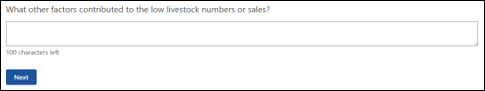 What other factors contributed to the low livestock numbers or sales?
100 characters left
Next